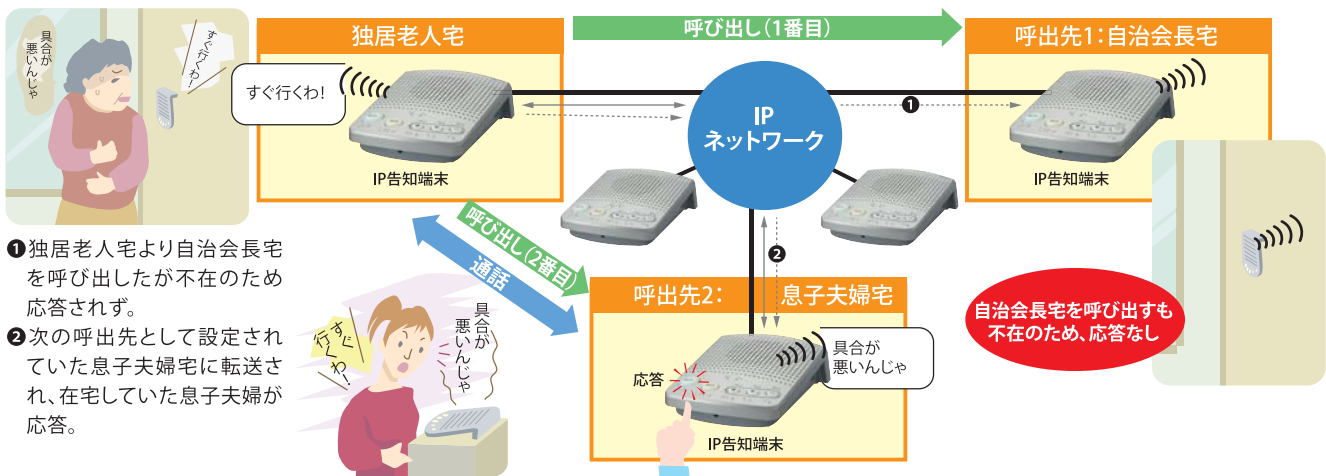 具合が
悪いんじゃ
すぐ行くわ!
独居老人宅
すぐ行くわ!
IP告知端末
呼び出し(1番目)
IP
ネットワーク
❶
呼出先1:自治会長宅
IP告知端末
自治会長宅を呼び出すも
不在のため、応答なし
❶独居老人宅より自治会長宅
を呼び出したが不在のため
応答されず。
❷次の呼出先として設定され
ていた息子夫婦宅に転送さ
れ、在宅していた息子夫婦が
応答。
呼び出し(2番目)
通話
すぐ
行くわ!
具合が
悪いんじゃ
❷
呼出先2: 息子夫婦宅
応答
具合が
悪いんじゃ
IP告知端末